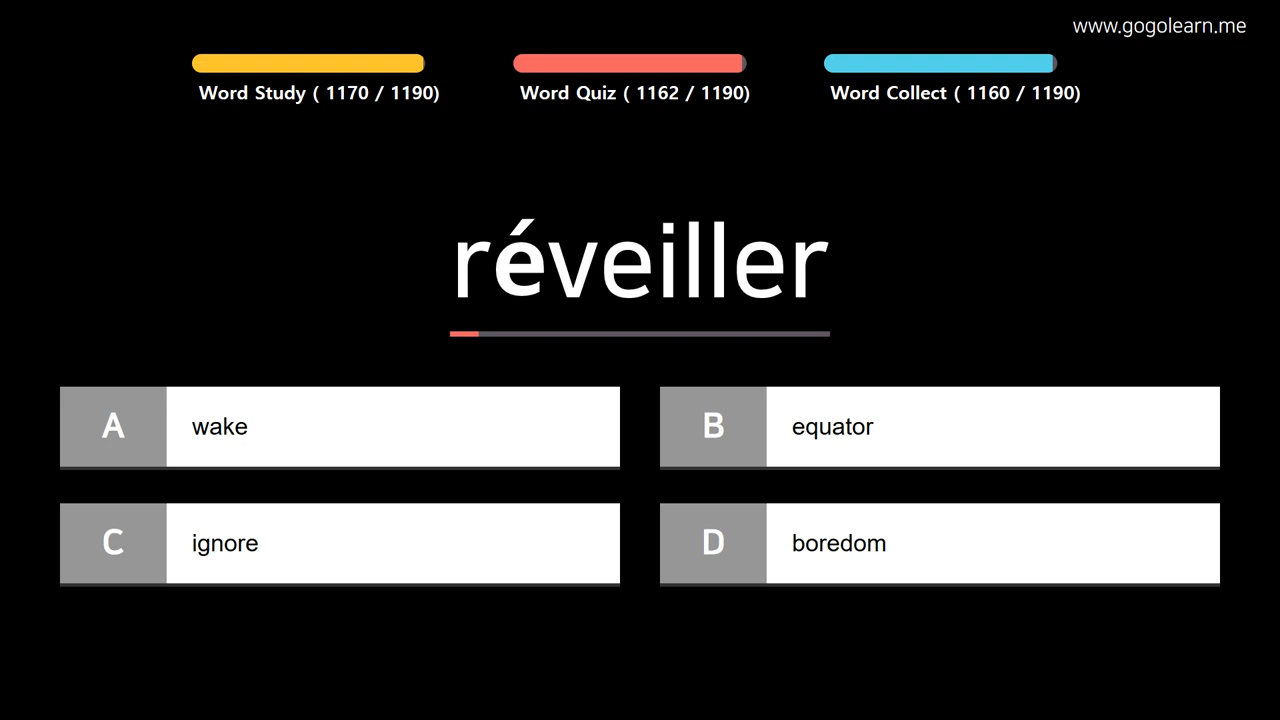 www.gogolearn.me
Word Study ( 1170 / 1190)
Word Quiz ( 1162 / 1190)
Word Collect ( 1160 / 1190)
réveiller
A wake
B equator
C ignore
D boredom